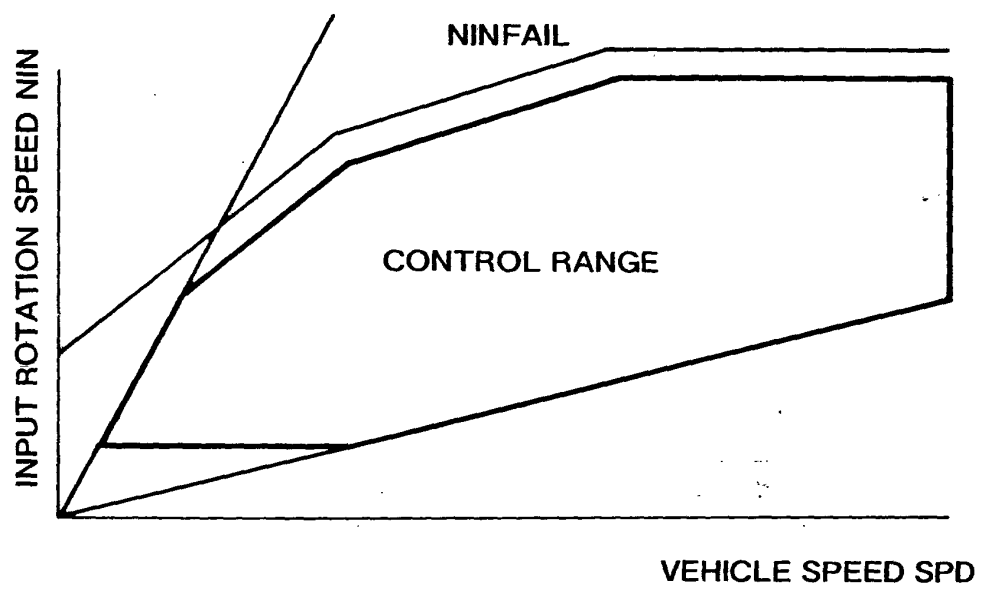 NINFAIL
INPUT ROTATION SPEED NIN
CONTROL RANGE
VEHICLE SPEED SPD